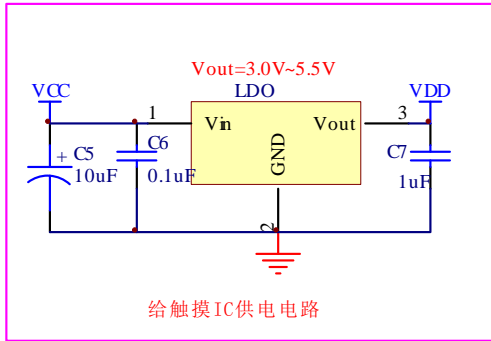 Vout=3.0V~5.5V
VCC LDO VDD
1 Vin Vout 3
GND
+ C5 10uF
C6 0.1uF
C7 1uF
2
给触摸IC供电电路